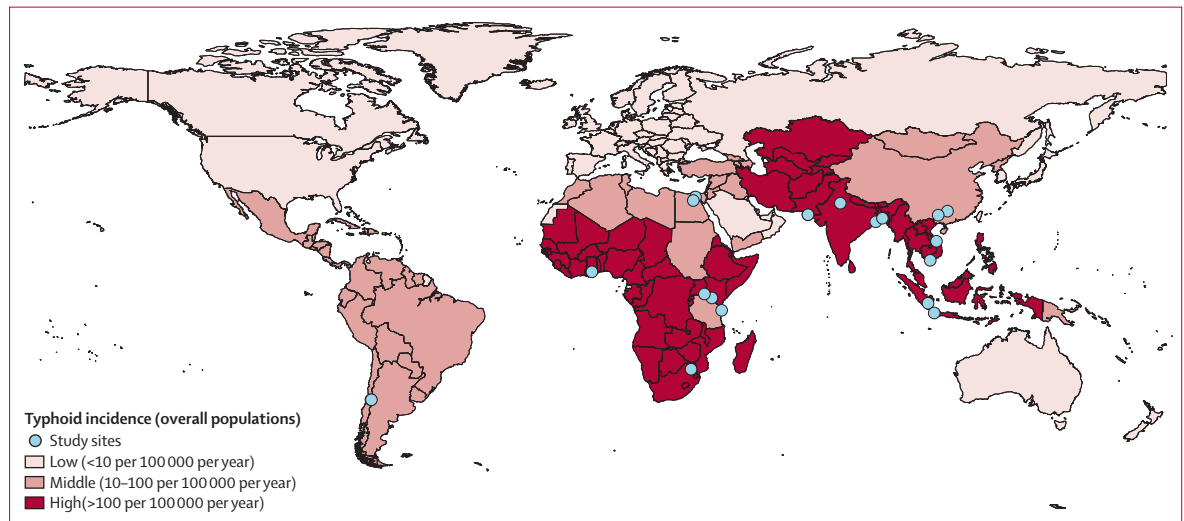 Typhoid incidence (overall populations)
Study sites
Low (<10 per 100 000 per year)
Middle (10–100 per 100 000 per year)
High(>100 per 100 000 per year)